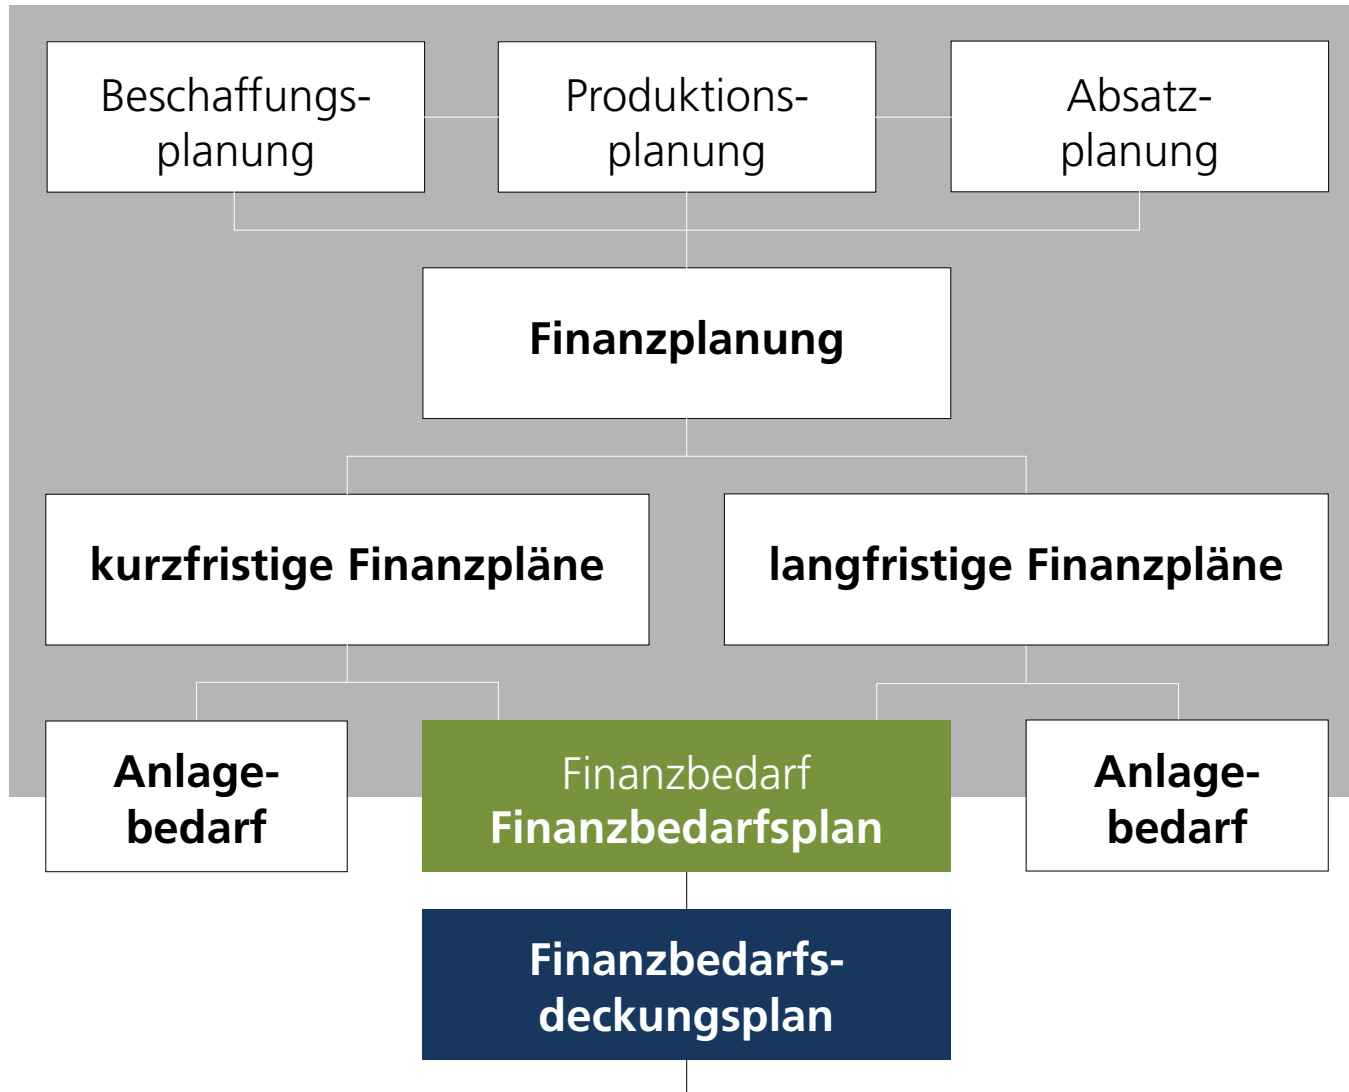 Beschaffungs-
planung
Produktions-
planung
Absatz-
planung
Finanzplanung
kurzfristige Finanzpläne
langfristige Finanzpläne
Anlage-
bedarf
Finanzbedarf
Finanzbedarfsplan
Anlage-
bedarf
Finanzbedarfs-
deckungsplan